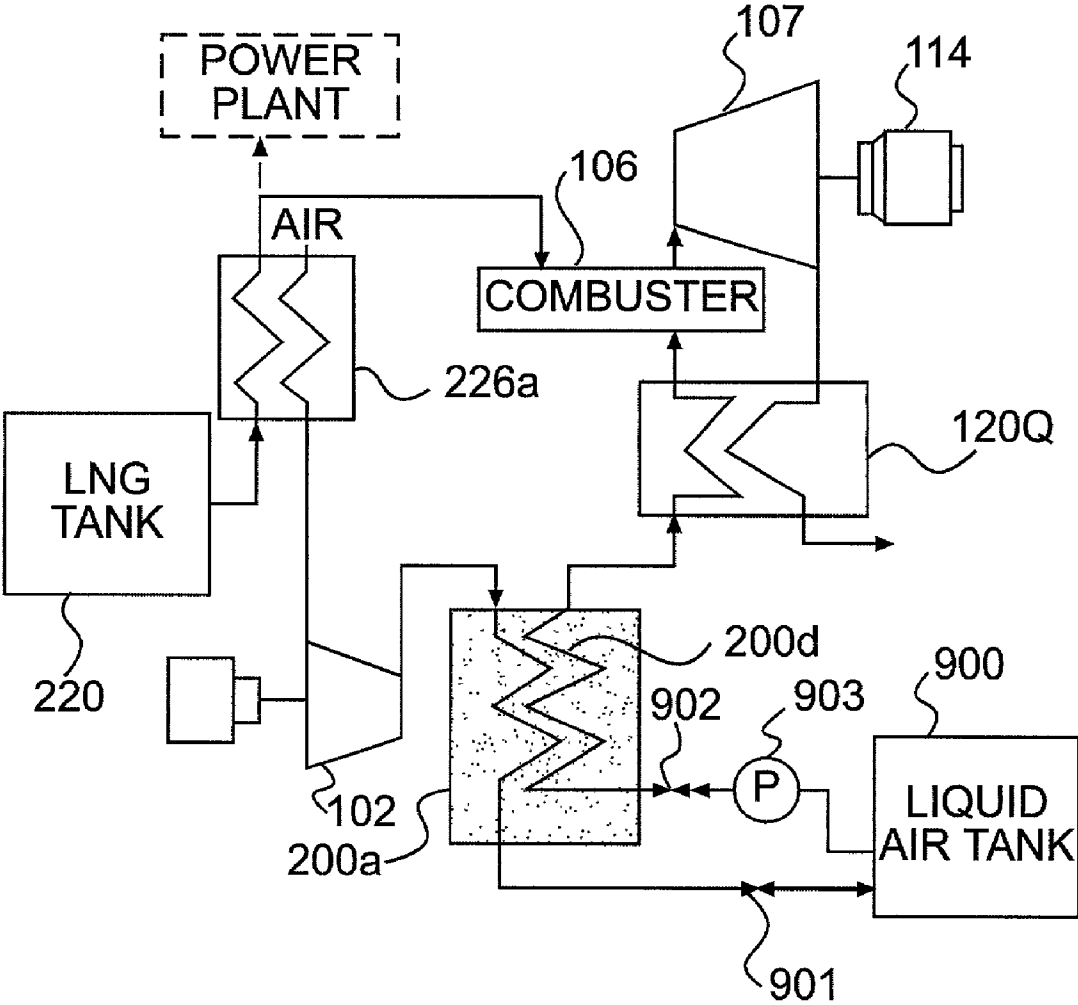 107
POWER
PLANT
114
106
AIR
COMBUSTER
226a
120Q
LNG
TANK
200d
900
220
902
903
P
LIQUID
AIR TANK
102
200a
901